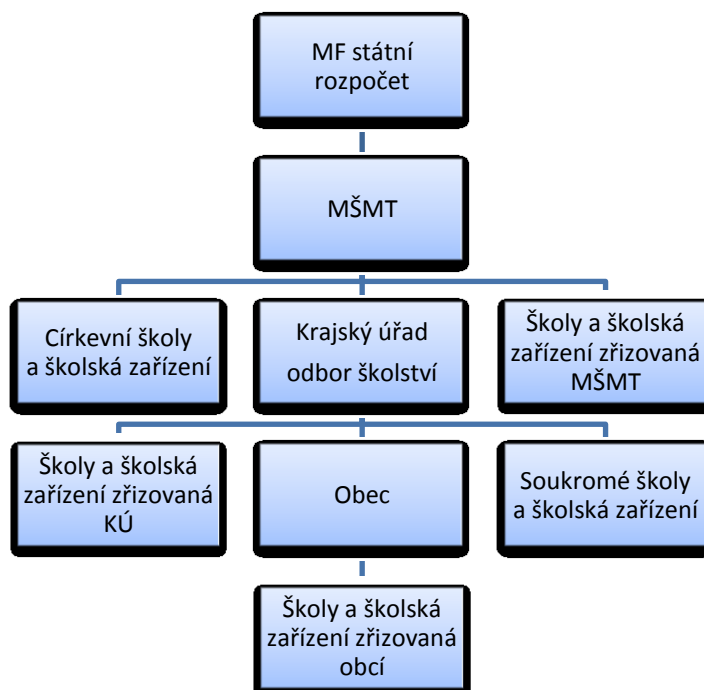 MF státní
rozpočet
MŠMT
Církevní školy
a školská zařízení
Krajský úřad
odbor školství
Školy a školská
zařízení zřizovaná
MŠMT
Školy a školská
zařízení zřizovaná
KÚ
Obec
Soukromé školy
a školská zařízení
Školy a školská
zařízení zřizovaná
obcí